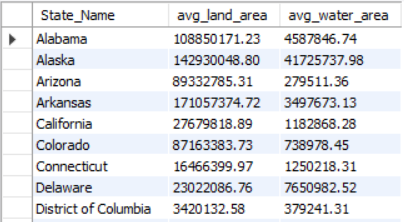 State_Name avg_land_area avg_water_area
Alabama 108850171.23 4587846.74
Alaska 142930048.80 41725737.98
Arizona 89332785.31 279511.36
Arkansas 171057374.72 3497673.13
California 27679818.89 1182868.28
Colorado 87163383.73 738978.45
Connecticut 16466399.97 1250218.31
Delaware 23022086.76 7650982.52
District of Columbia 3420132.58 379241.31